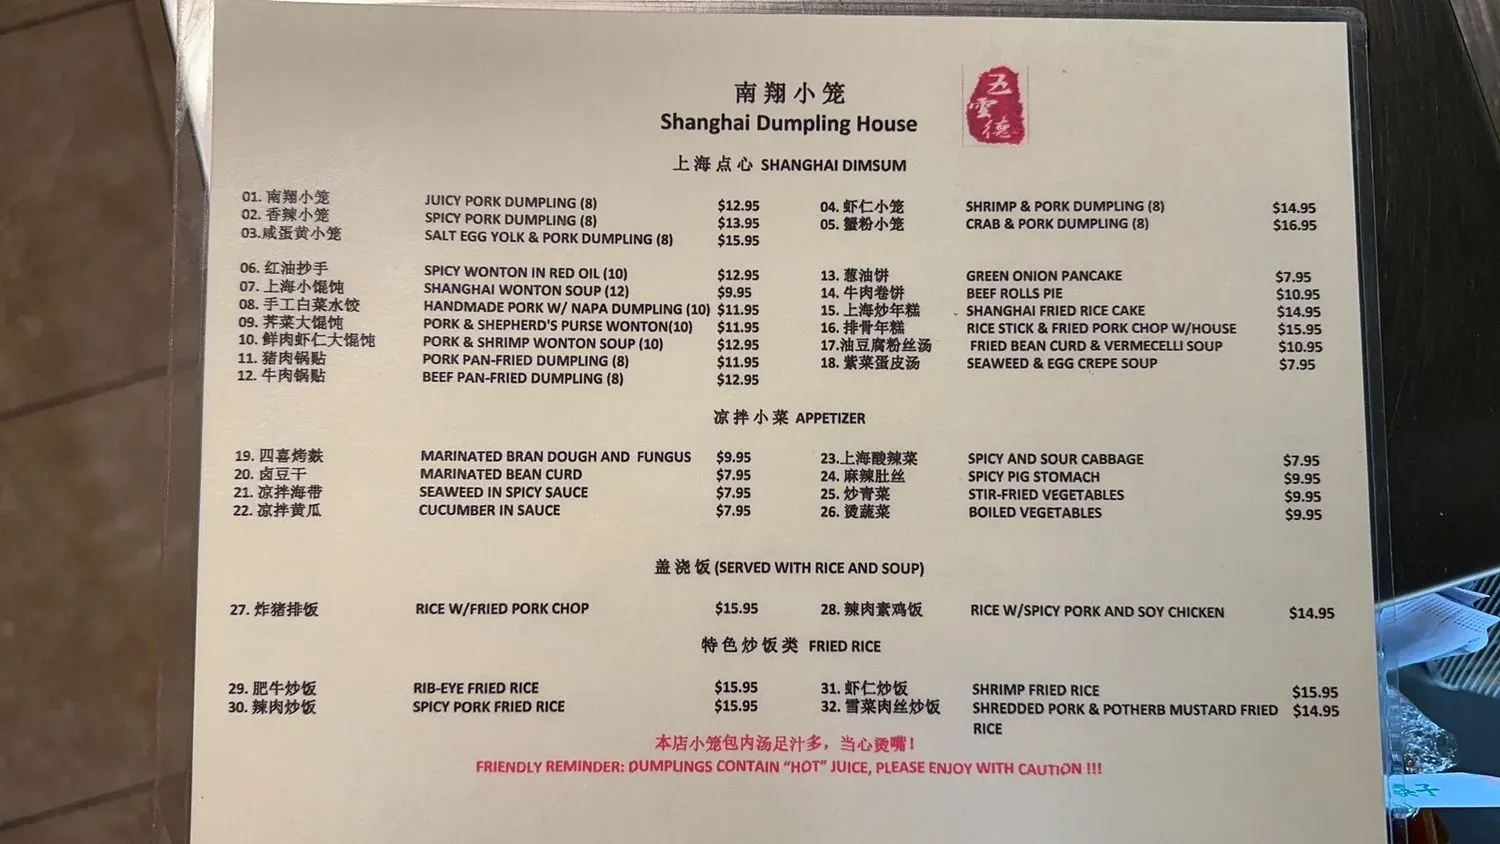 南翔小笼
Shanghai Dumpling House
五雲德
上海点心 SHANGHAI DIMSUM
01. 南翔小笼 JUICY PORK DUMPLING (8) $12.95
02. 香辣小笼 SPICY PORK DUMPLING (8) $13.95
03.咸蛋黄小笼 SALT EGG YOLK & PORK DUMPLING (8) $15.95
04. 虾仁小笼 SHRIMP & PORK DUMPLING (8) $14.95
05. 蟹粉小笼 CRAB & PORK DUMPLING (8) $16.95
06. 红油抄手 SPICY WONTON IN RED OIL (10) $12.95
07. 上海小馄饨 SHANGHAI WONTON SOUP (12) $9.95
08. 手工白菜水饺 HANDMADE PORK W/ NAPA DUMPLING (10) $11.95
09. 荠菜大馄饨 PORK & SHEPHERD'S PURSE WONTON(10) $11.95
10. 鲜肉虾仁大馄饨 PORK & SHRIMP WONTON SOUP (10) $12.95
11. 猪肉锅贴 PORK PAN-FRIED DUMPLING (8) $11.95
12. 牛肉锅贴 BEEF PAN-FRIED DUMPLING (8) $12.95
13. 葱油饼 GREEN ONION PANCAKE $7.95
14. 牛肉卷饼 BEEF ROLLS PIE $10.95
15. 上海炒年糕 SHANGHAI FRIED RICE CAKE $14.95
16. 排骨年糕 RICE STICK & FRIED PORK CHOP W/HOUSE $15.95
17.油豆腐粉丝汤 FRIED BEAN CURD & VERMECELLI SOUP $10.95
18. 紫菜蛋皮汤 SEAWEED & EGG CREPE SOUP $7.95
凉拌小菜 APPETIZER
19. 四喜烤麸 MARINATED BRAN DOUGH AND FUNGUS $9.95
20. 卤豆干 MARINATED BEAN CURD $7.95
21. 凉拌海带 SEAWEED IN SPICY SAUCE $7.95
22. 凉拌黄瓜 CUCUMBER IN SAUCE $7.95
23.上海酸辣菜 SPICY AND SOUR CABBAGE $7.95
24. 麻辣肚丝 SPICY PIG STOMACH $9.95
25. 炒青菜 STIR-FRIED VEGETABLES $9.95
26. 烫蔬菜 BOILED VEGETABLES $9.95
盖浇饭 (SERVED WITH RICE AND SOUP)
27. 炸猪排饭 RICE W/FRIED PORK CHOP $15.95
28. 辣肉素鸡饭 RICE W/SPICY PORK AND SOY CHICKEN $14.95
特色炒饭类 FRIED RICE
29. 肥牛炒饭 RIB-EYE FRIED RICE $15.95
30. 辣肉炒饭 SPICY PORK FRIED RICE $15.95
31. 虾仁炒饭 SHRIMP FRIED RICE $15.95
32. 雪菜肉丝炒饭 SHREDDED PORK & POTHERB MUSTARD FRIED $14.95
RICE
本店小笼包内汤足汁多，当心烫嘴！
FRIENDLY REMINDER: DUMPLINGS CONTAIN “HOT” JUICE, PLEASE ENJOY WITH CAUTION !!!